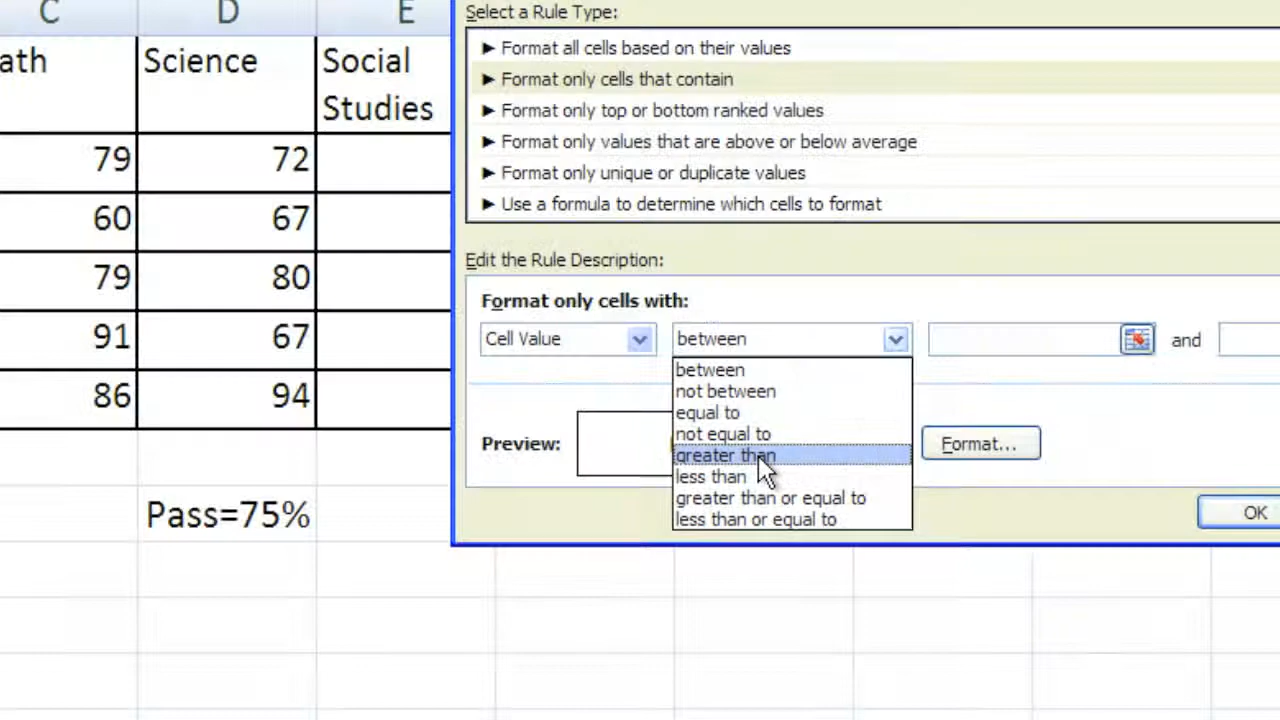 C D E
ath Science Social
Studies
79 72
60 67
79 80
91 67
86 94
Pass=75%
Select a Rule Type:
► Format all cells based on their values
► Format only cells that contain
► Format only top or bottom ranked values
► Format only values that are above or below average
► Format only unique or duplicate values
► Use a formula to determine which cells to format
Edit the Rule Description:
Format only cells with:
Cell Value between and
between
not between
equal to
not equal to
greater than
less than
greater than or equal to
less than or equal to
Preview: Format...
OK